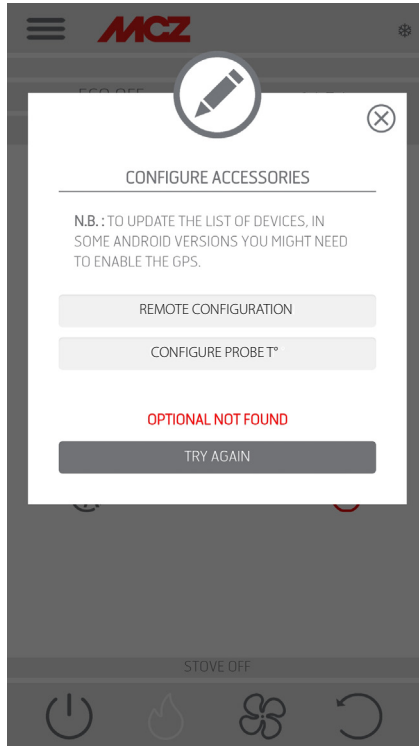 MCZ
CONFIGURE ACCESSORIES
N.B. : TO UPDATE THE LIST OF DEVICES, IN
SOME ANDROID VERSIONS YOU MIGHT NEED
TO ENABLE THE GPS.
REMOTE CONFIGURATION
CONFIGURE PROBE T°
OPTIONAL NOT FOUND
TRY AGAIN
STOVE OFF